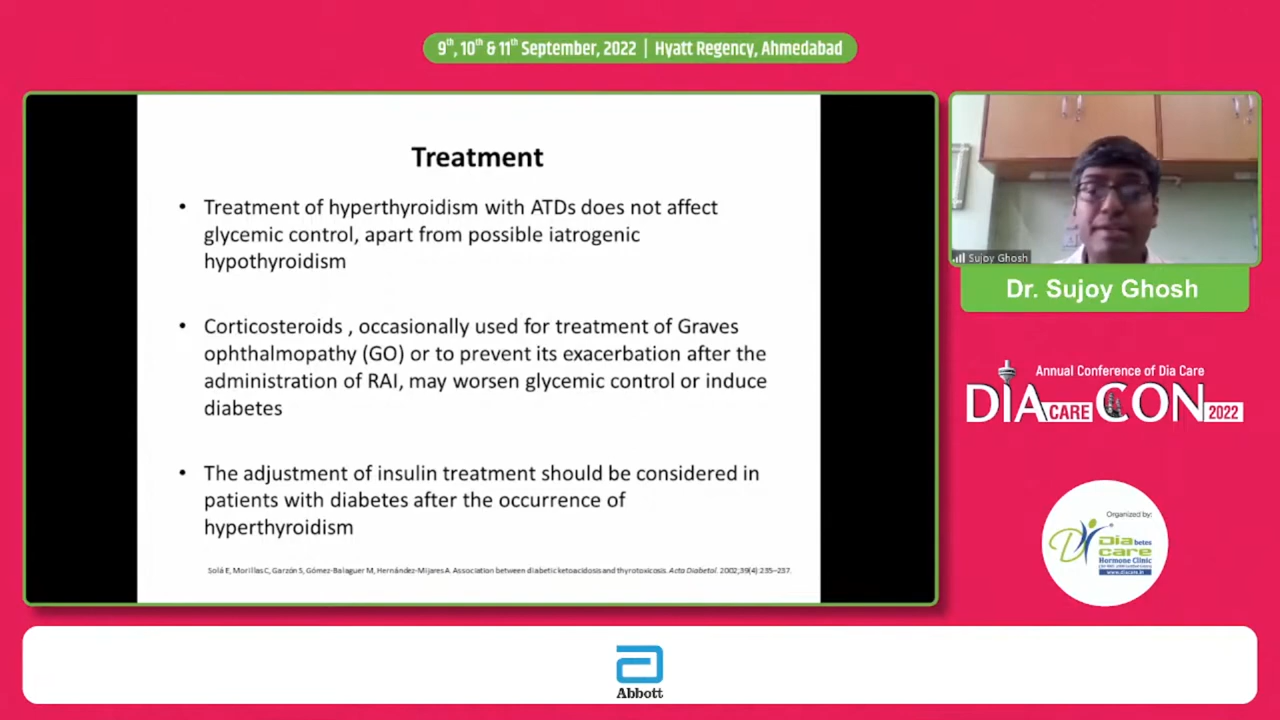 9th, 10th & 11th September, 2022 | Hyatt Regency, Ahmedabad
Treatment
• Treatment of hyperthyroidism with ATDs does not affect
glycemic control, apart from possible iatrogenic
hypothyroidism
• Corticosteroids , occasionally used for treatment of Graves
ophthalmopathy (GO) or to prevent its exacerbation after the
administration of RAI, may worsen glycemic control or induce
diabetes
• The adjustment of insulin treatment should be considered in
patients with diabetes after the occurrence of
hyperthyroidism
Solá E, Morillas C, Garzón S, Gómez-Balaguer M, Hernández-Mijares A. Association between diabetic ketoacidosis and thyrotoxicosis. Acta Diabetol. 2002;39(4):235–237.
Sujoy Ghosh
Dr. Sujoy Ghosh
Annual Conference of Dia Care
DIA CARE CON 2022
Organized by:
Diabetes
care
Hormone Clinic
www.diacare.in
Abbott